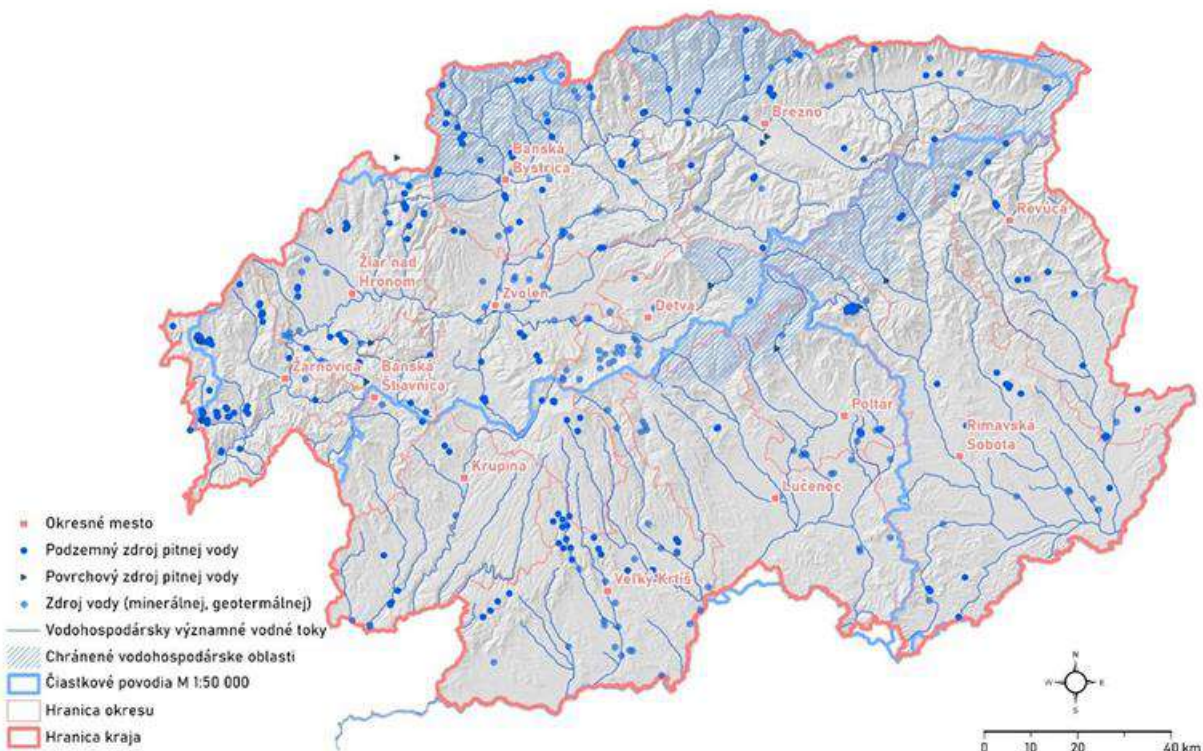 Brezno
Banská
Bystrica
Revúca
Žiar nad
Hronom
Zvolen
Detva
Žarnovica
Banská
Štiavnica
Poltár
Rimavská
Sobota
Krupina
Lučenec
Veľký Krtíš
Okresné mesto
Podzemný zdroj pitnej vody
Povrchový zdroj pitnej vody
Zdroj vody (minerálnej, geotermálnej)
Vodohospodársky významné vodné toky
Chránené vodohospodárske oblasti
Čiastkové povodia M 1:50 000
Hranica okresu
Hranica kraja
N
W E
S
0 10 20 40 km